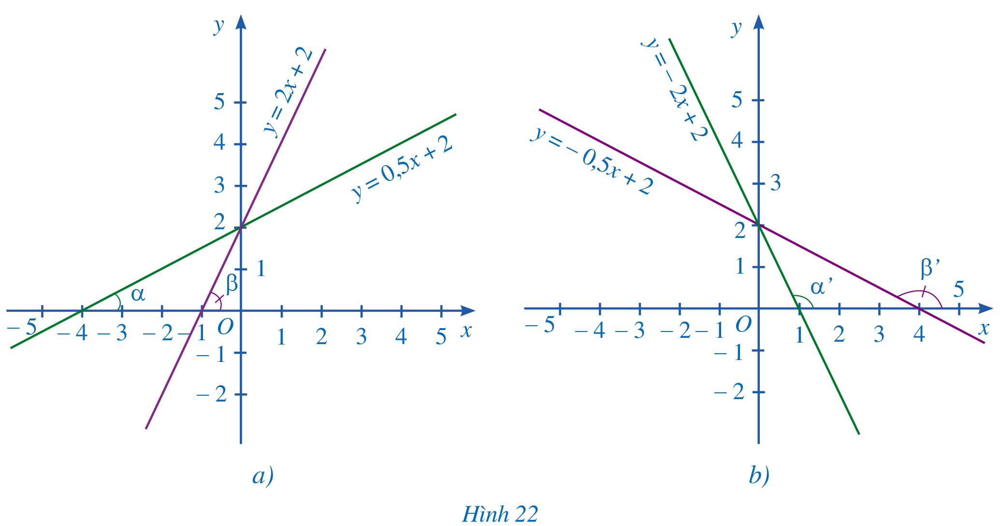 y
y = 2x + 2
5
4
y = 0,5x + 2
3
2
1
β
α
– 5
– 4
– 3
– 2
– 1
O
1
2
3
4
5
x
– 1
– 2
a)
y
y = – 2x + 2
5
4
y = – 0,5x + 2
3
2
1
β’
α’
5
– 5
– 4
– 3
– 2
– 1
O
1
2
3
4
x
– 1
– 2
b)
Hình 22